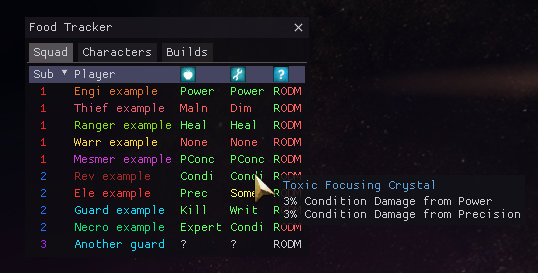 Food Tracker ×
Squad Characters Builds
Sub ▼ Player ?
1 Engi example Power Power RODM
1 Thief example Maln Dim RODM
1 Ranger example Heal Heal RODM
1 Warr example None None RODM
1 Mesmer example PConc PConc RODM
2 Rev example Condi Condi RODM
2 Ele example Prec Some R
2 Guard example Kill Writ R
2 Necro example Expert Condi R
3 Another guard ? ? RODM
Toxic Focusing Crystal
3% Condition Damage from Power
3% Condition Damage from Precision